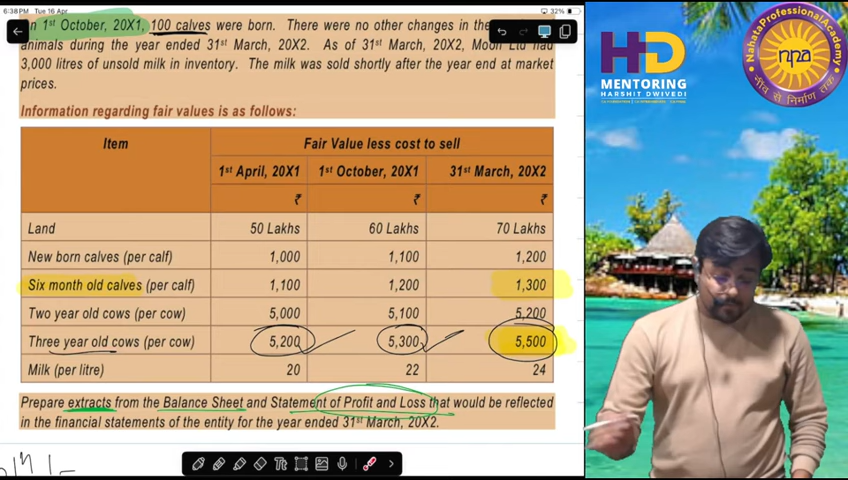 6:38 PM Tue 16 Apr
32%
n 1st October, 20X1, 100 calves were born. There were no other changes in the
animals during the year ended 31st March, 20X2. As of 31st March, 20X2, Moon Ltd had
3,000 litres of unsold milk in inventory. The milk was sold shortly after the year end at market
prices.
Information regarding fair values is as follows:
Item
Fair Value less cost to sell
1st April, 20X1 1st October, 20X1 31st March, 20X2
₹ ₹ ₹
Land 50 Lakhs 60 Lakhs 70 Lakhs
New born calves (per calf) 1,000 1,100 1,200
Six month old calves (per calf) 1,100 1,200 1,300
Two year old cows (per cow) 5,000 5,100 5,200
Three year old cows (per cow) 5,200 5,300 5,500
Milk (per litre) 20 22 24
Prepare extracts from the Balance Sheet and Statement of Profit and Loss that would be reflected
in the financial statements of the entity for the year ended 31st March, 20X2.
HD
MENTORING
HARSHIT DWIVEDI
NahataProfessionalAcademy
npa
नींव से निर्माण तक